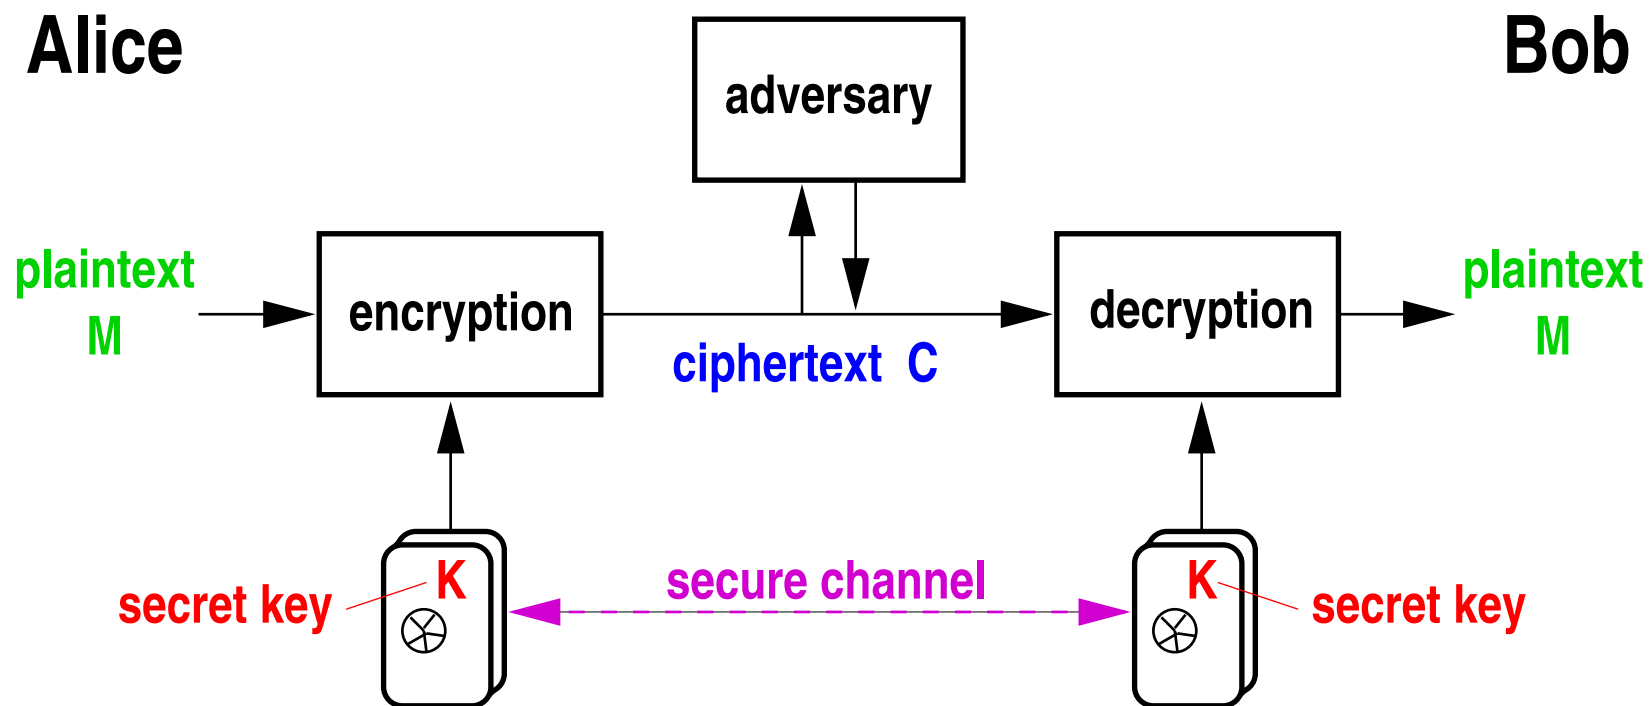 Alice
Bob
adversary
plaintext
M
encryption
ciphertext C
decryption
plaintext
M
secret key
K
secure channel
K
secret key